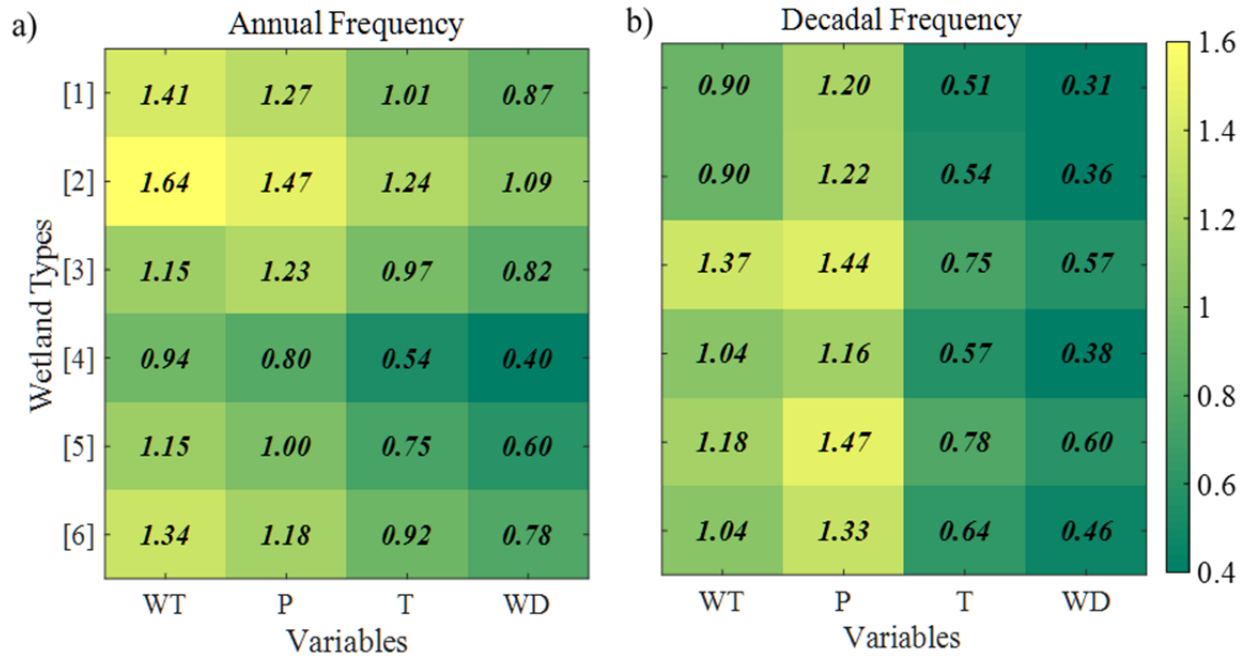 a)
Annual Frequency
Wetland Types
[1] 1.41 1.27 1.01 0.87
[2] 1.64 1.47 1.24 1.09
[3] 1.15 1.23 0.97 0.82
[4] 0.94 0.80 0.54 0.40
[5] 1.15 1.00 0.75 0.60
[6] 1.34 1.18 0.92 0.78
WT P T WD
Variables
b)
Decadal Frequency
0.90 1.20 0.51 0.31
0.90 1.22 0.54 0.36
1.37 1.44 0.75 0.57
1.04 1.16 0.57 0.38
1.18 1.47 0.78 0.60
1.04 1.33 0.64 0.46
WT P T WD
Variables
1.6
1.4
1.2
1
0.8
0.6
0.4